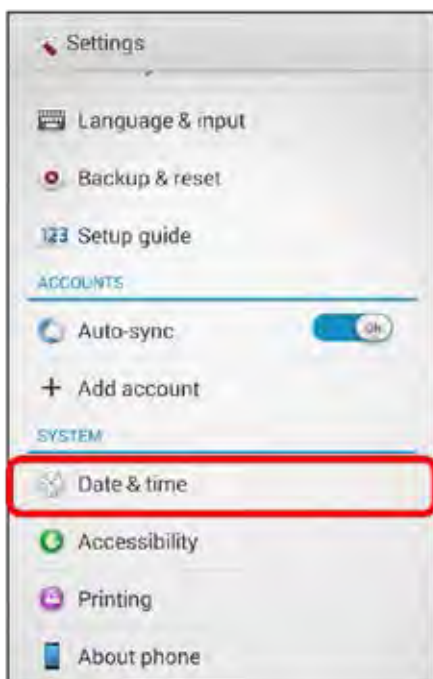 Settings
Language & input
Backup & reset
123 Setup guide
ACCOUNTS
Auto-sync
On
+ Add account
SYSTEM
Date & time
Accessibility
Printing
About phone